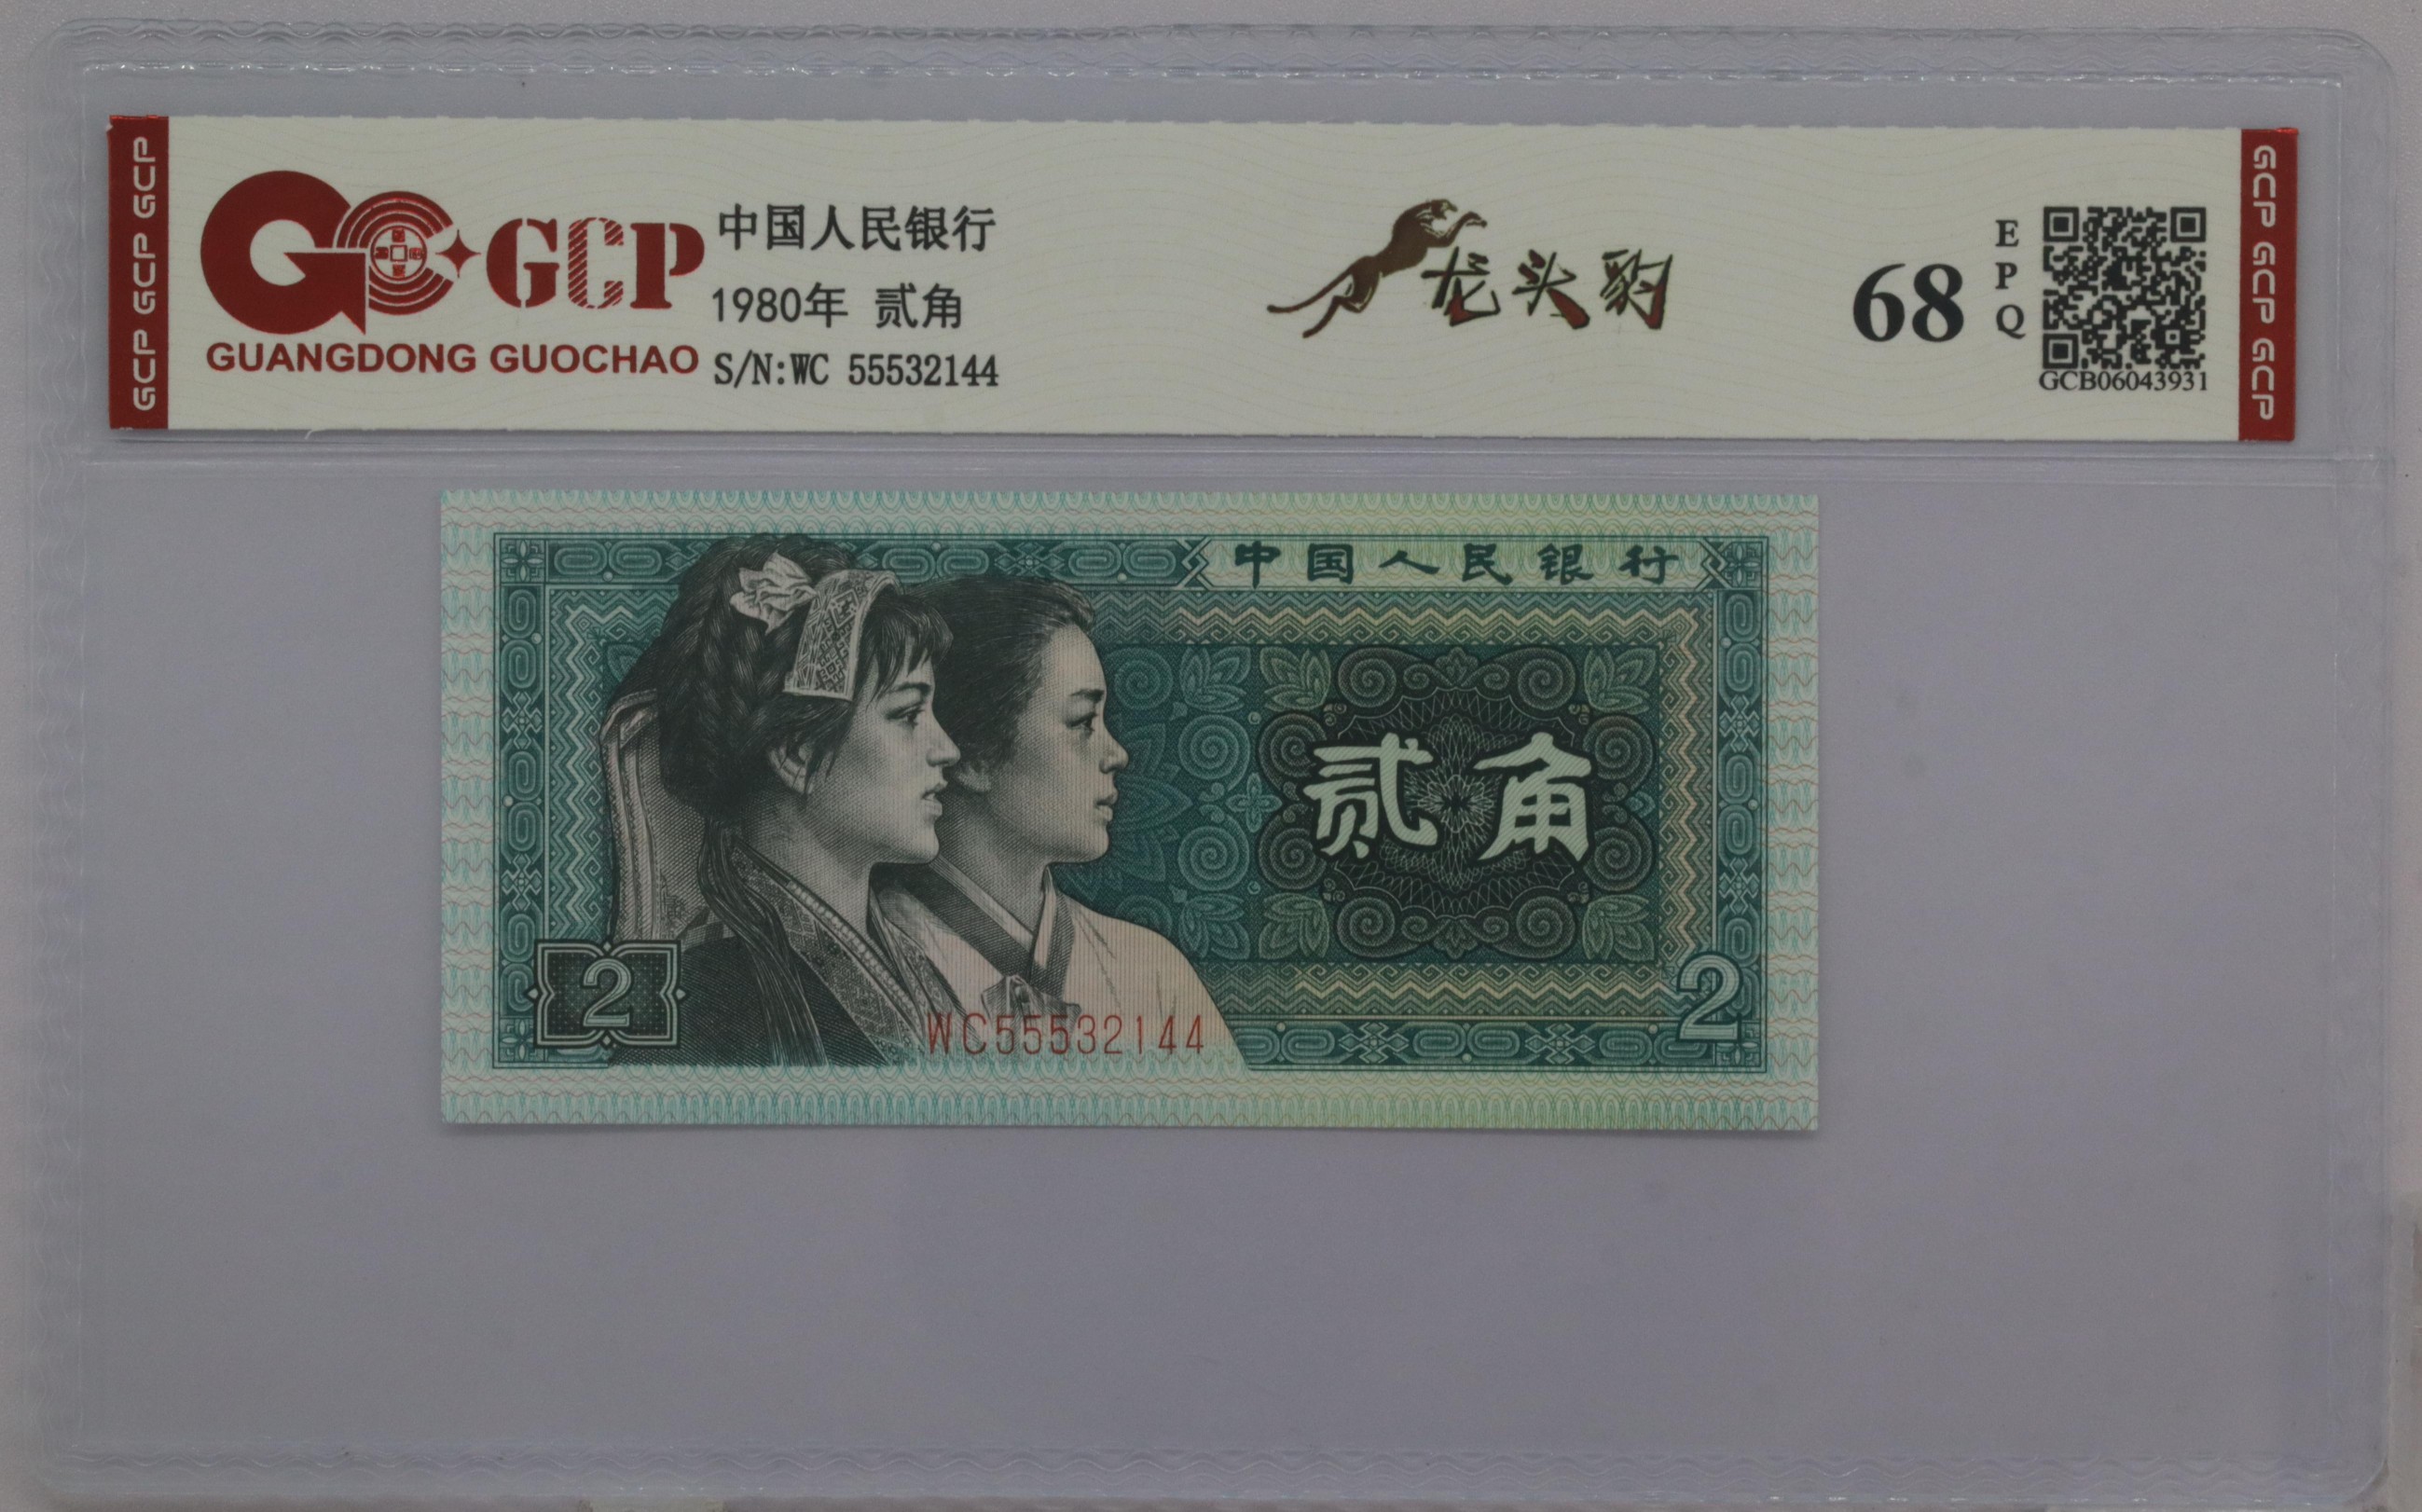 GCP GCP GCP
GCP
GUANGDONG GUOCHAO
中国人民银行
1980年 贰角
S/N:WC 55532144
龙头豹
68
EPQ
GCB06043931
GCP GCP GCP
中国人民银行
贰角
2
WC55532144
2